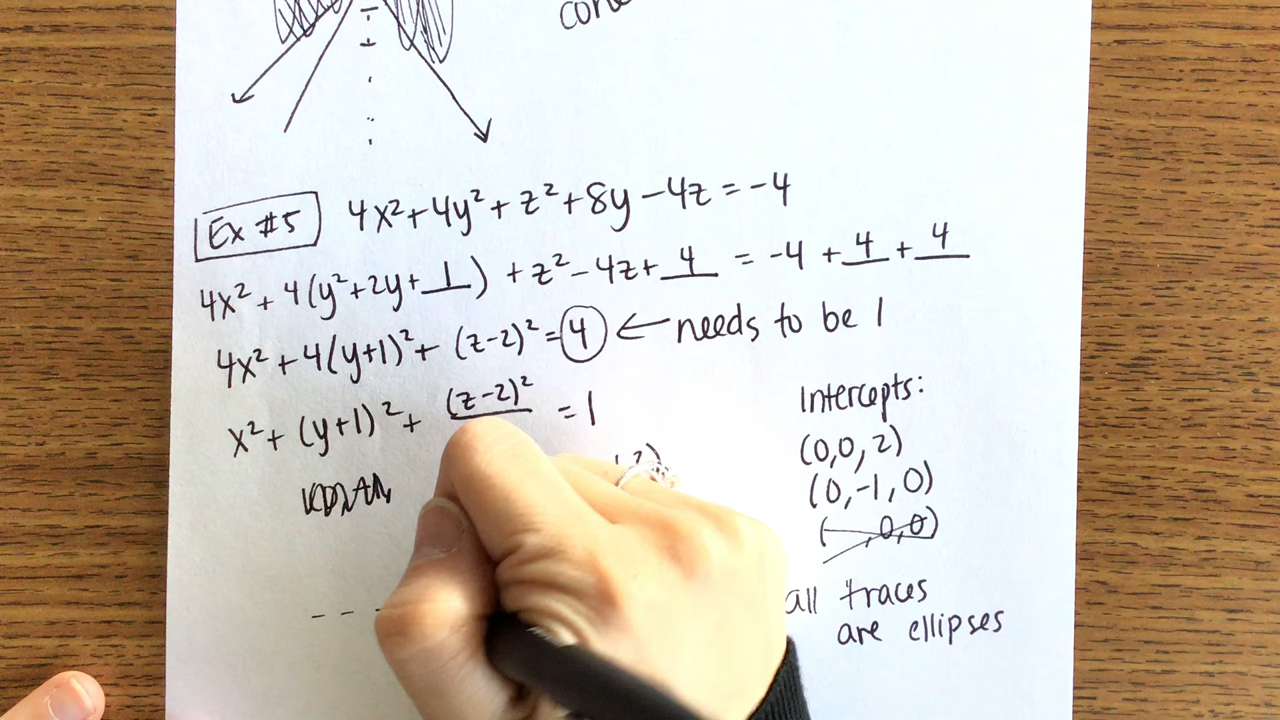 Ex #5 4x²+4y²+z²+8y-4z=-4
4x²+4(y²+2y+1)+z²-4z+4=-4+4+4
4x²+4(y+1)²+(z-2)²=4 ← needs to be 1
x²+(y+1)²+(z-2)²=1
Intercepts:
(0,0,2)
(0,-1,0)
( ,0,0)
all traces
are ellipses